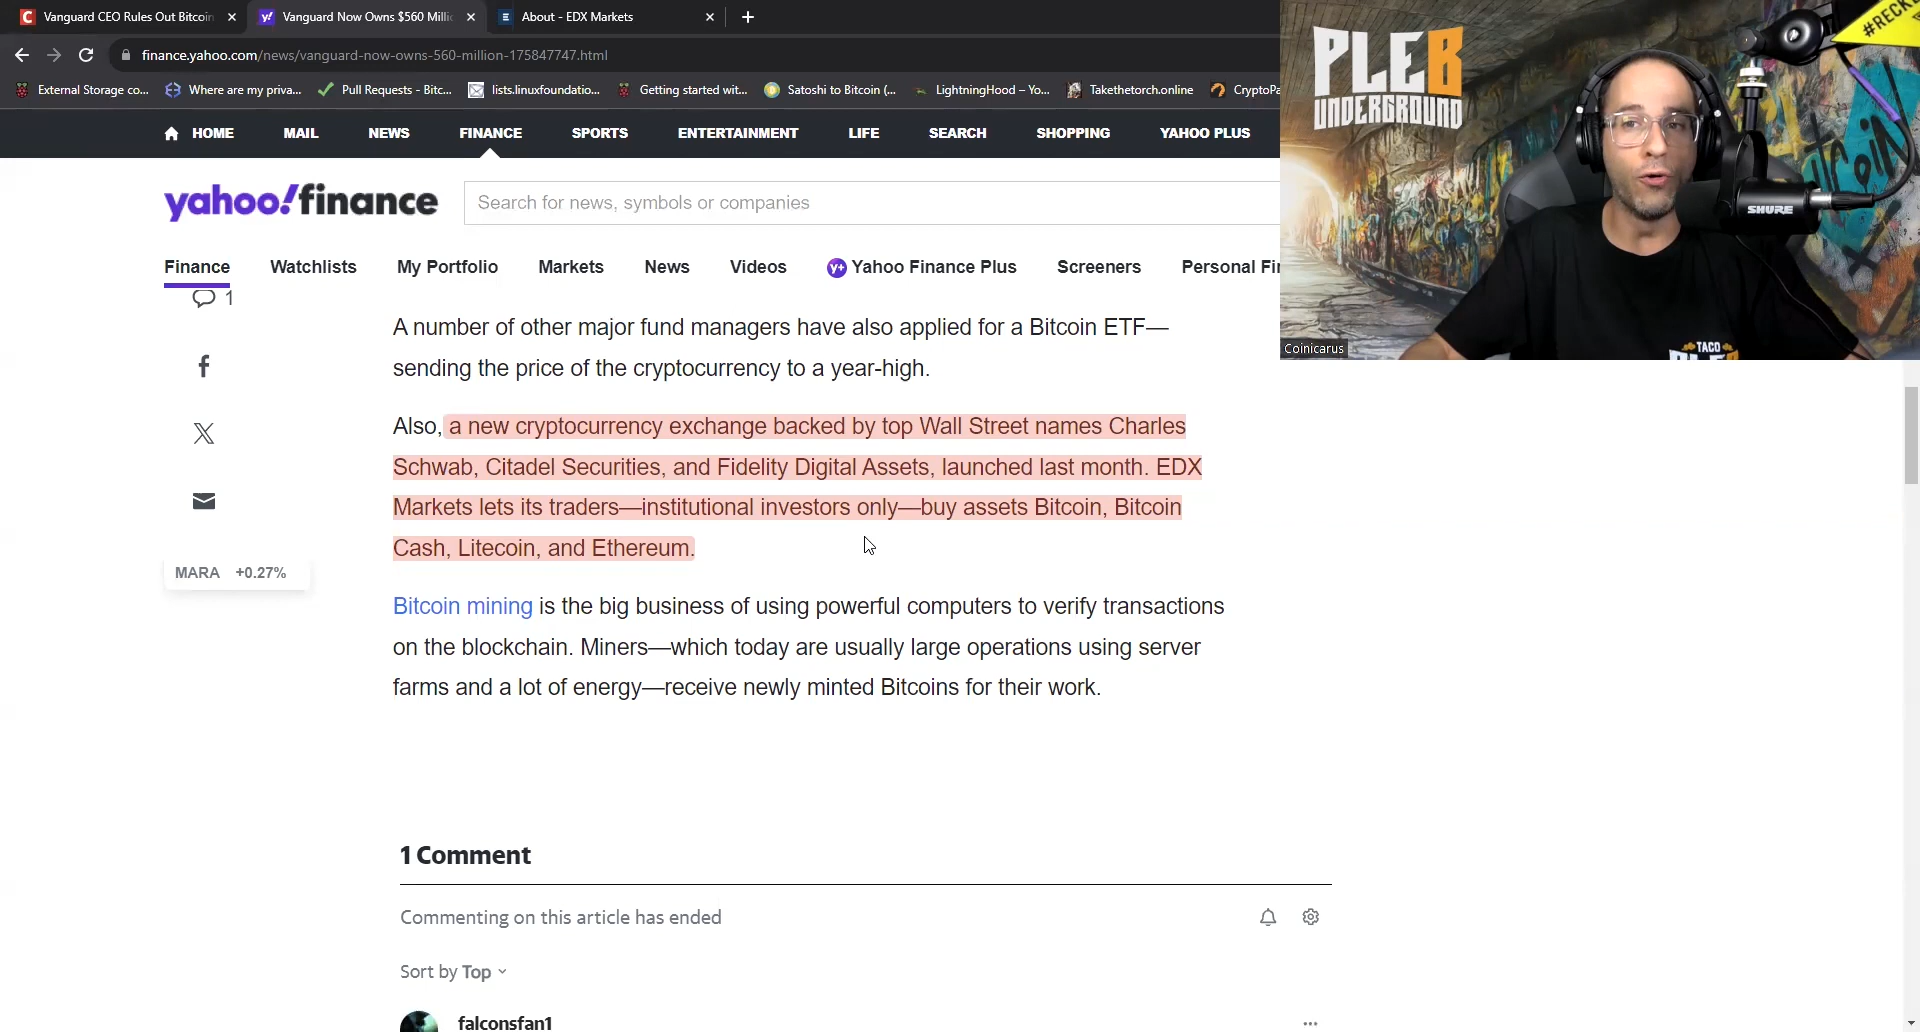 Vanguard CEO Rules Out Bitcoin
Vanguard Now Owns $560 Milli
About - EDX Markets
finance.yahoo.com/news/vanguard-now-owns-560-million-175847747.html
External Storage co...
Where are my priva...
Pull Requests - Bitc...
lists.linuxfoundatio...
Getting started wit...
Satoshi to Bitcoin (...
LightningHood – Yo...
Takethetorch.online
CryptoPa
HOME
MAIL
NEWS
FINANCE
SPORTS
ENTERTAINMENT
LIFE
SEARCH
SHOPPING
YAHOO PLUS
yahoo!finance
Search for news, symbols or companies
Finance
Watchlists
My Portfolio
Markets
News
Videos
Yahoo Finance Plus
Screeners
Personal Fi
1
A number of other major fund managers have also applied for a Bitcoin ETF—
sending the price of the cryptocurrency to a year-high.
Also, a new cryptocurrency exchange backed by top Wall Street names Charles
Schwab, Citadel Securities, and Fidelity Digital Assets, launched last month. EDX
Markets lets its traders—institutional investors only—buy assets Bitcoin, Bitcoin
Cash, Litecoin, and Ethereum.
MARA +0.27%
Bitcoin mining is the big business of using powerful computers to verify transactions
on the blockchain. Miners—which today are usually large operations using server
farms and a lot of energy—receive newly minted Bitcoins for their work.
1 Comment
Commenting on this article has ended
Sort by Top
falconsfan1
PLEB
UNDERGROUND
#RECKL
SHURE
TACO
Coinicarus